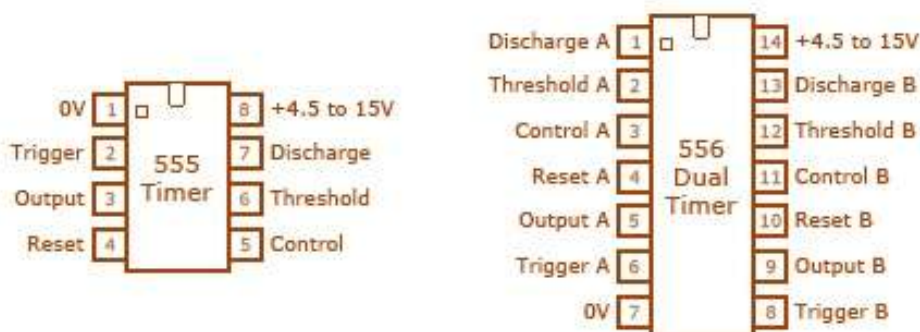 0V 1 8 +4.5 to 15V
Trigger 2 7 Discharge
555
Timer
Output 3 6 Threshold
Reset 4 5 Control
Discharge A 1 14 +4.5 to 15V
Threshold A 2 13 Discharge B
Control A 3 12 Threshold B
556
Dual
Timer
Reset A 4 11 Control B
Output A 5 10 Reset B
Trigger A 6 9 Output B
0V 7 8 Trigger B